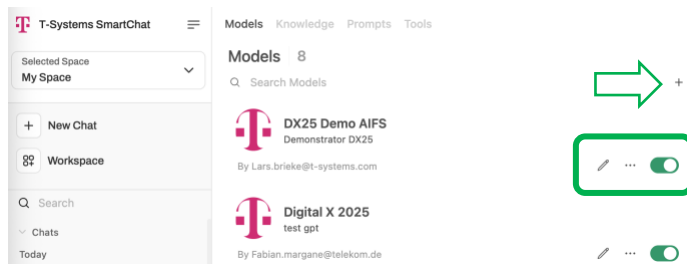 T-Systems SmartChat
Selected Space
My Space
New Chat
Workspace
Search
Chats
Today
Models Knowledge Prompts Tools
Models 8
Search Models
DX25 Demo AIFS
Demonstrator DX25
By Lars.brieke@t-systems.com
Digital X 2025
test gpt
By Fabian.margane@telekom.de